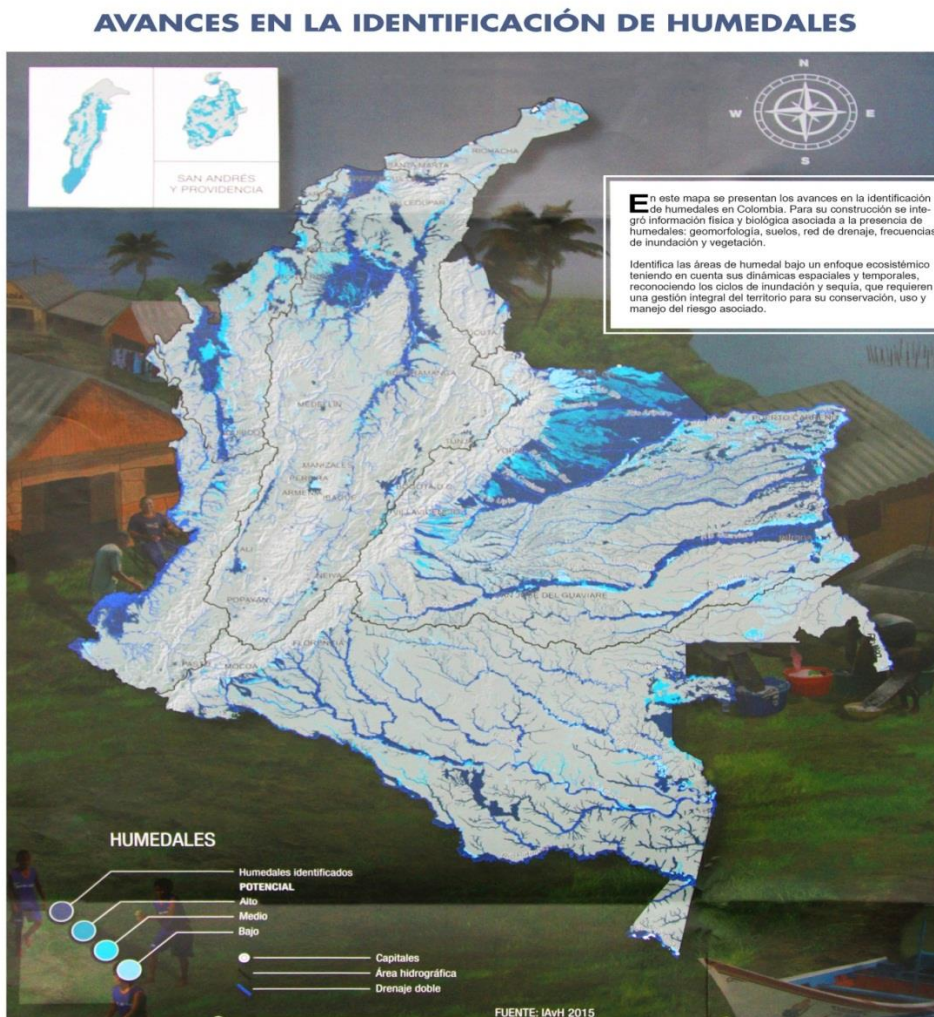 AVANCES EN LA IDENTIFICACIÓN DE HUMEDALES
N
W
E
S
SAN ANDRÉS
Y PROVIDENCIA
En este mapa se presentan los avances en la identificación
de humedales en Colombia. Para su construcción se inte-
gró información física y biológica asociada a la presencia de
humedales: geomorfología, suelos, red de drenaje, frecuencias
de inundación y vegetación.
Identifica las áreas de humedal bajo un enfoque ecosistémico
teniendo en cuenta sus dinámicas espaciales y temporales,
reconociendo los ciclos de inundación y sequía, que requieren
una gestión integral del territorio para su conservación, uso y
manejo del riesgo asociado.
RIOHACHA
SANTA MARTA
MEDELLÍN
MANIZALES
PEREIRA
ARMENIA
CALI
NEIVA
POPAYÁN
SAN JOSÉ DEL GUAVIARE
FLORENCIA
MOCOA
HUMEDALES
Humedales identificados
POTENCIAL
Alto
Medio
Bajo
Capitales
Área hidrográfica
Drenaje doble
FUENTE: IAvH 2015